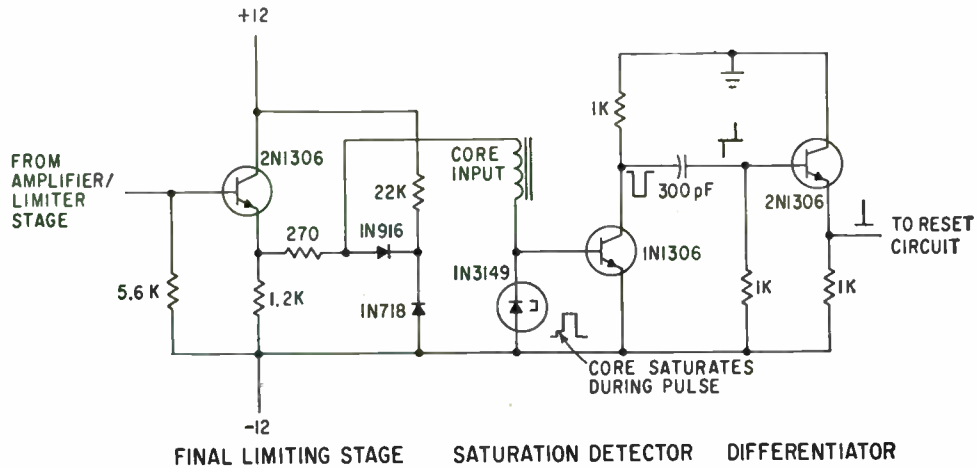 +12
FROM
AMPLIFIER/
LIMITER
STAGE
2N1306
5.6 K
270
1.2K
IN916
22K
IN718
CORE
INPUT
IN3149
1K
300 pF
1N1306
CORE SATURATES
DURING PULSE
1K
2N1306
1K
TO RESET
CIRCUIT
-12
FINAL LIMITING STAGE
SATURATION DETECTOR
DIFFERENTIATOR